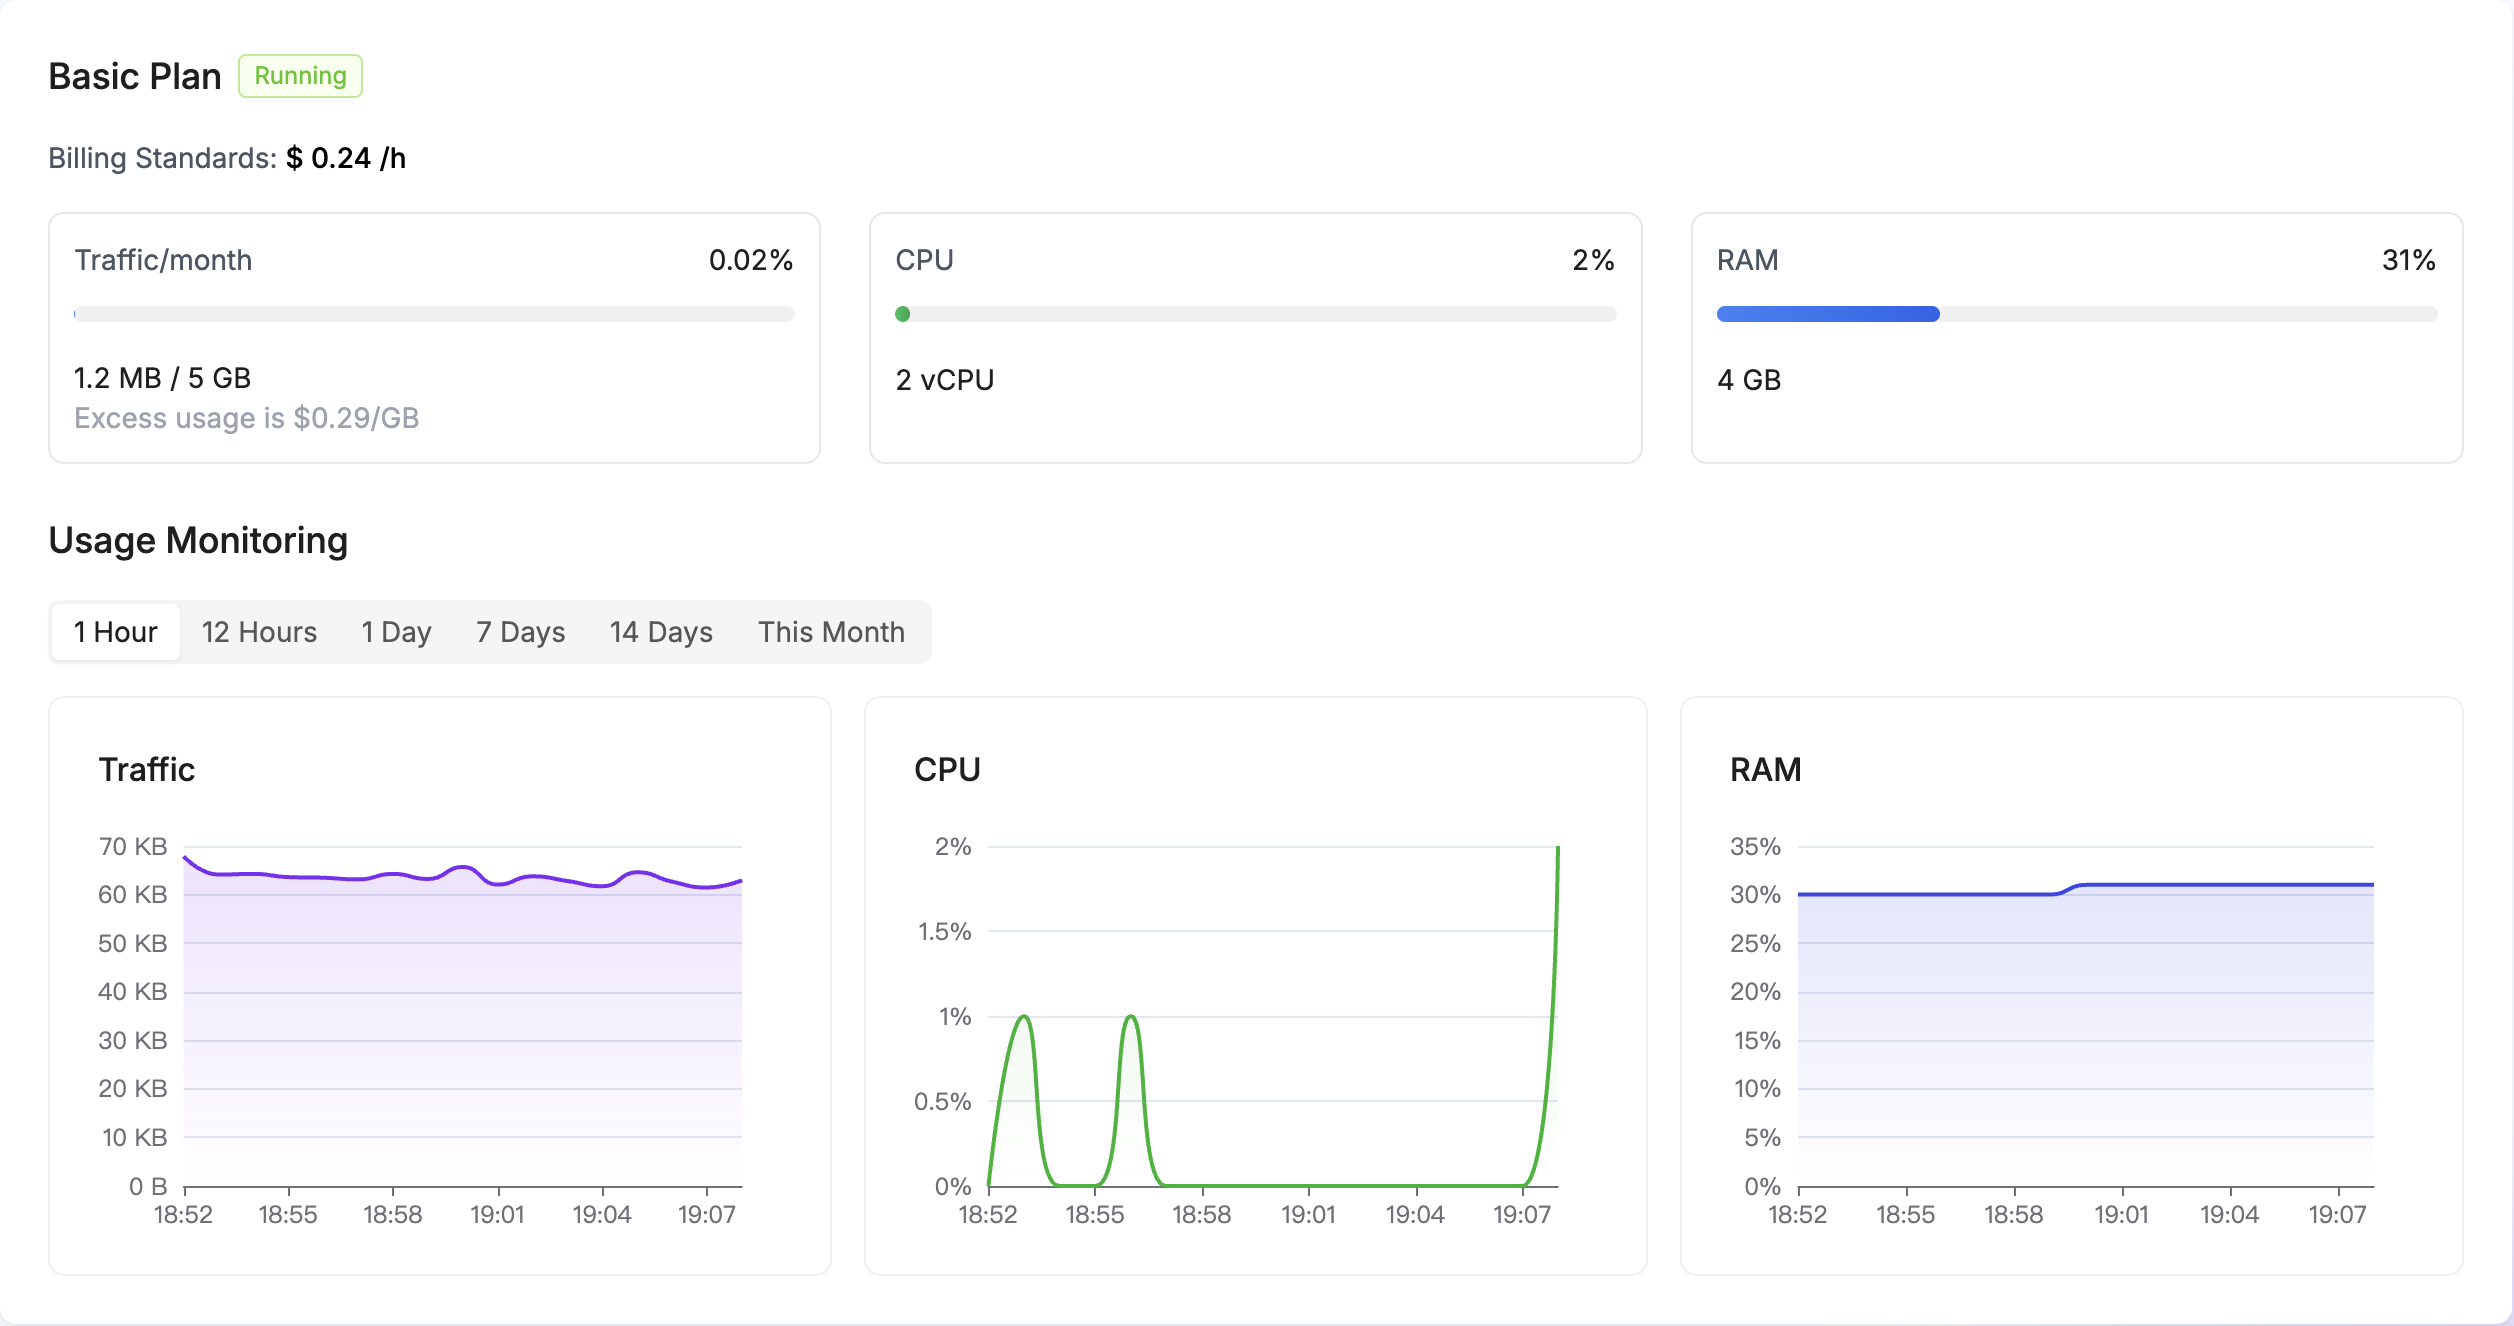 Basic Plan Running
Billing Standards: $ 0.24 /h
Traffic/month 0.02%
1.2 MB / 5 GB
Excess usage is $0.29/GB
CPU 2%
2 vCPU
RAM 31%
4 GB
Usage Monitoring
1 Hour 12 Hours 1 Day 7 Days 14 Days This Month
Traffic
70 KB
60 KB
50 KB
40 KB
30 KB
20 KB
10 KB
0 B
18:52 18:55 18:58 19:01 19:04 19:07
CPU
2%
1.5%
1%
0.5%
0%
18:52 18:55 18:58 19:01 19:04 19:07
RAM
35%
30%
25%
20%
15%
10%
5%
0%
18:52 18:55 18:58 19:01 19:04 19:07